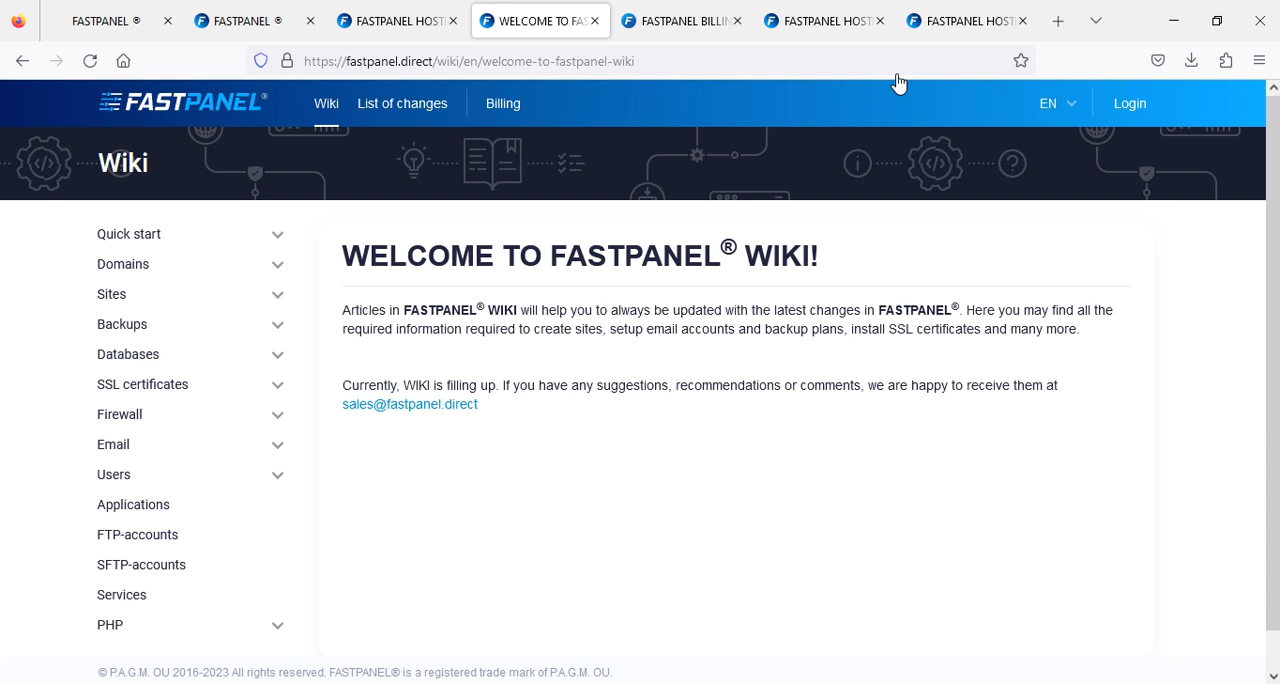 FASTPANEL ®
FASTPANEL ®
FASTPANEL HOSTI
WELCOME TO FAS
FASTPANEL BILLIN
FASTPANEL HOSTI
FASTPANEL HOSTI
https://fastpanel.direct/wiki/en/welcome-to-fastpanel-wiki
FASTPANEL®
Wiki
List of changes
Billing
EN
Login
Wiki
Quick start
Domains
Sites
Backups
Databases
SSL certificates
Firewall
Email
Users
Applications
FTP-accounts
SFTP-accounts
Services
PHP
WELCOME TO FASTPANEL® WIKI!
Articles in FASTPANEL® WIKI will help you to always be updated with the latest changes in FASTPANEL®. Here you may find all the
required information required to create sites, setup email accounts and backup plans, install SSL certificates and many more.
Currently, WIKI is filling up. If you have any suggestions, recommendations or comments, we are happy to receive them at
sales@fastpanel.direct
© P.A.G.M. OU 2016-2023 All rights reserved. FASTPANEL® is a registered trade mark of P.A.G.M. OU.